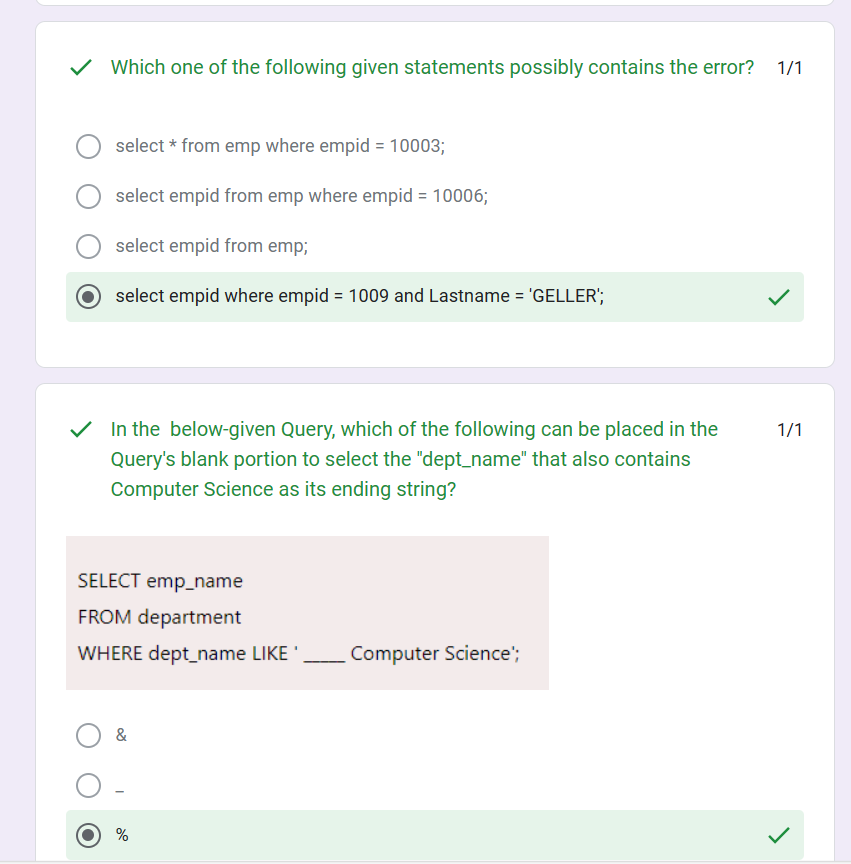 Which one of the following given statements possibly contains the error? 1/1
select * from emp where empid = 10003;
select empid from emp where empid = 10006;
select empid from emp;
select empid where empid = 1009 and Lastname = 'GELLER';
In the below-given Query, which of the following can be placed in the 1/1
Query's blank portion to select the "dept_name" that also contains
Computer Science as its ending string?
SELECT emp_name
FROM department
WHERE dept_name LIKE ' _____ Computer Science';
&
_
%